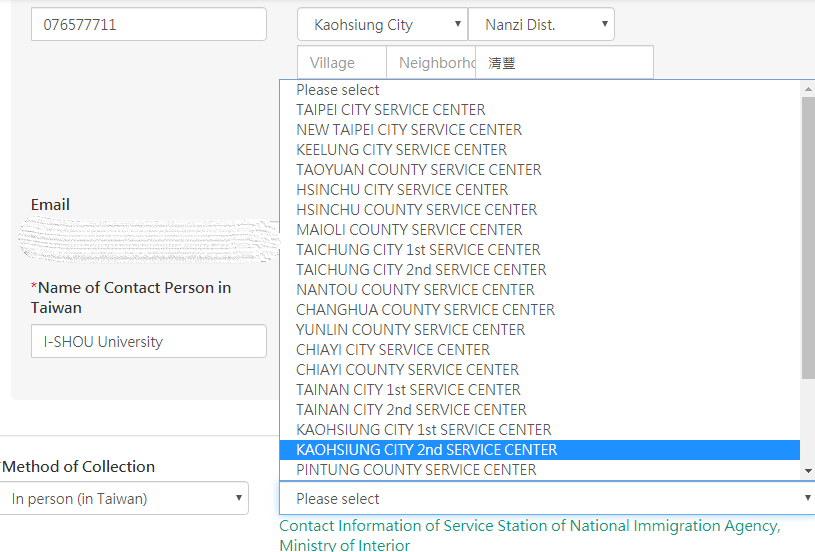 076577711
Kaohsiung City
Nanzi Dist.
Village
Neighborho
清豐
Please select
TAIPEI CITY SERVICE CENTER
NEW TAIPEI CITY SERVICE CENTER
KEELUNG CITY SERVICE CENTER
TAOYUAN COUNTY SERVICE CENTER
HSINCHU CITY SERVICE CENTER
HSINCHU COUNTY SERVICE CENTER
MAIOLI COUNTY SERVICE CENTER
TAICHUNG CITY 1st SERVICE CENTER
TAICHUNG CITY 2nd SERVICE CENTER
NANTOU COUNTY SERVICE CENTER
CHANGHUA COUNTY SERVICE CENTER
YUNLIN COUNTY SERVICE CENTER
CHIAYI CITY SERVICE CENTER
CHIAYI COUNTY SERVICE CENTER
TAINAN CITY 1st SERVICE CENTER
TAINAN CITY 2nd SERVICE CENTER
KAOHSIUNG CITY 1st SERVICE CENTER
KAOHSIUNG CITY 2nd SERVICE CENTER
PINTUNG COUNTY SERVICE CENTER
Email
*Name of Contact Person in
Taiwan
I-SHOU University
*Method of Collection
In person (in Taiwan)
Please select
Contact Information of Service Station of National Immigration Agency,
Ministry of Interior